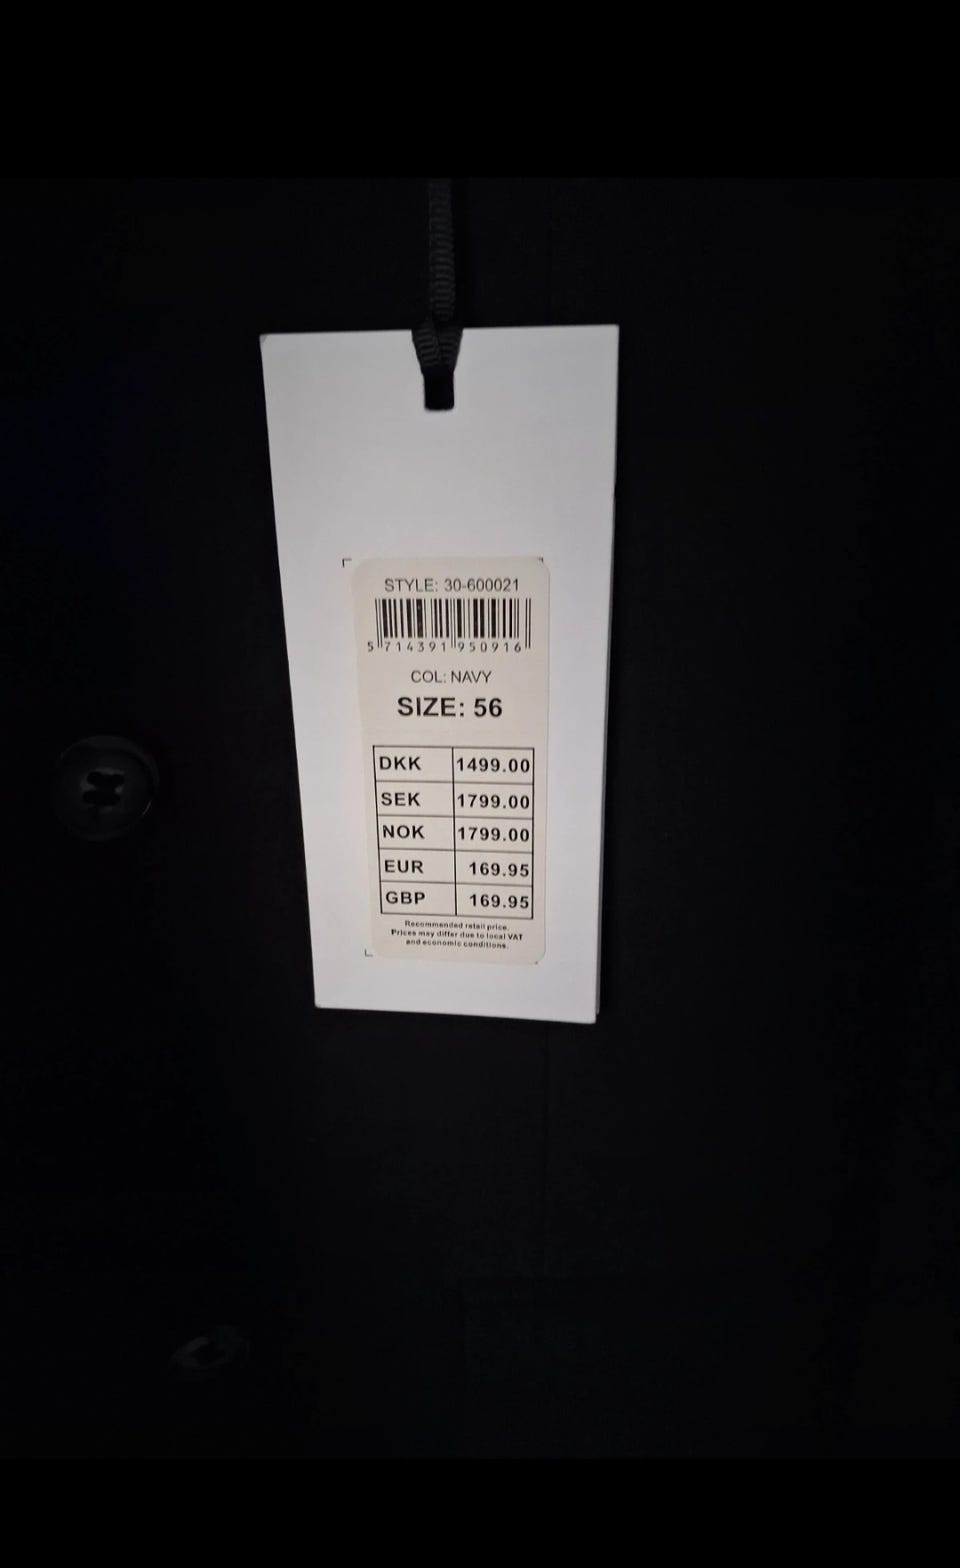 STYLE: 30-600021
5 714391 950916
COL: NAVY
SIZE: 56
DKK 1499.00
SEK 1799.00
NOK 1799.00
EUR 169.95
GBP 169.95
Recommended retail price.
Prices may differ due to local VAT
and economic conditions.